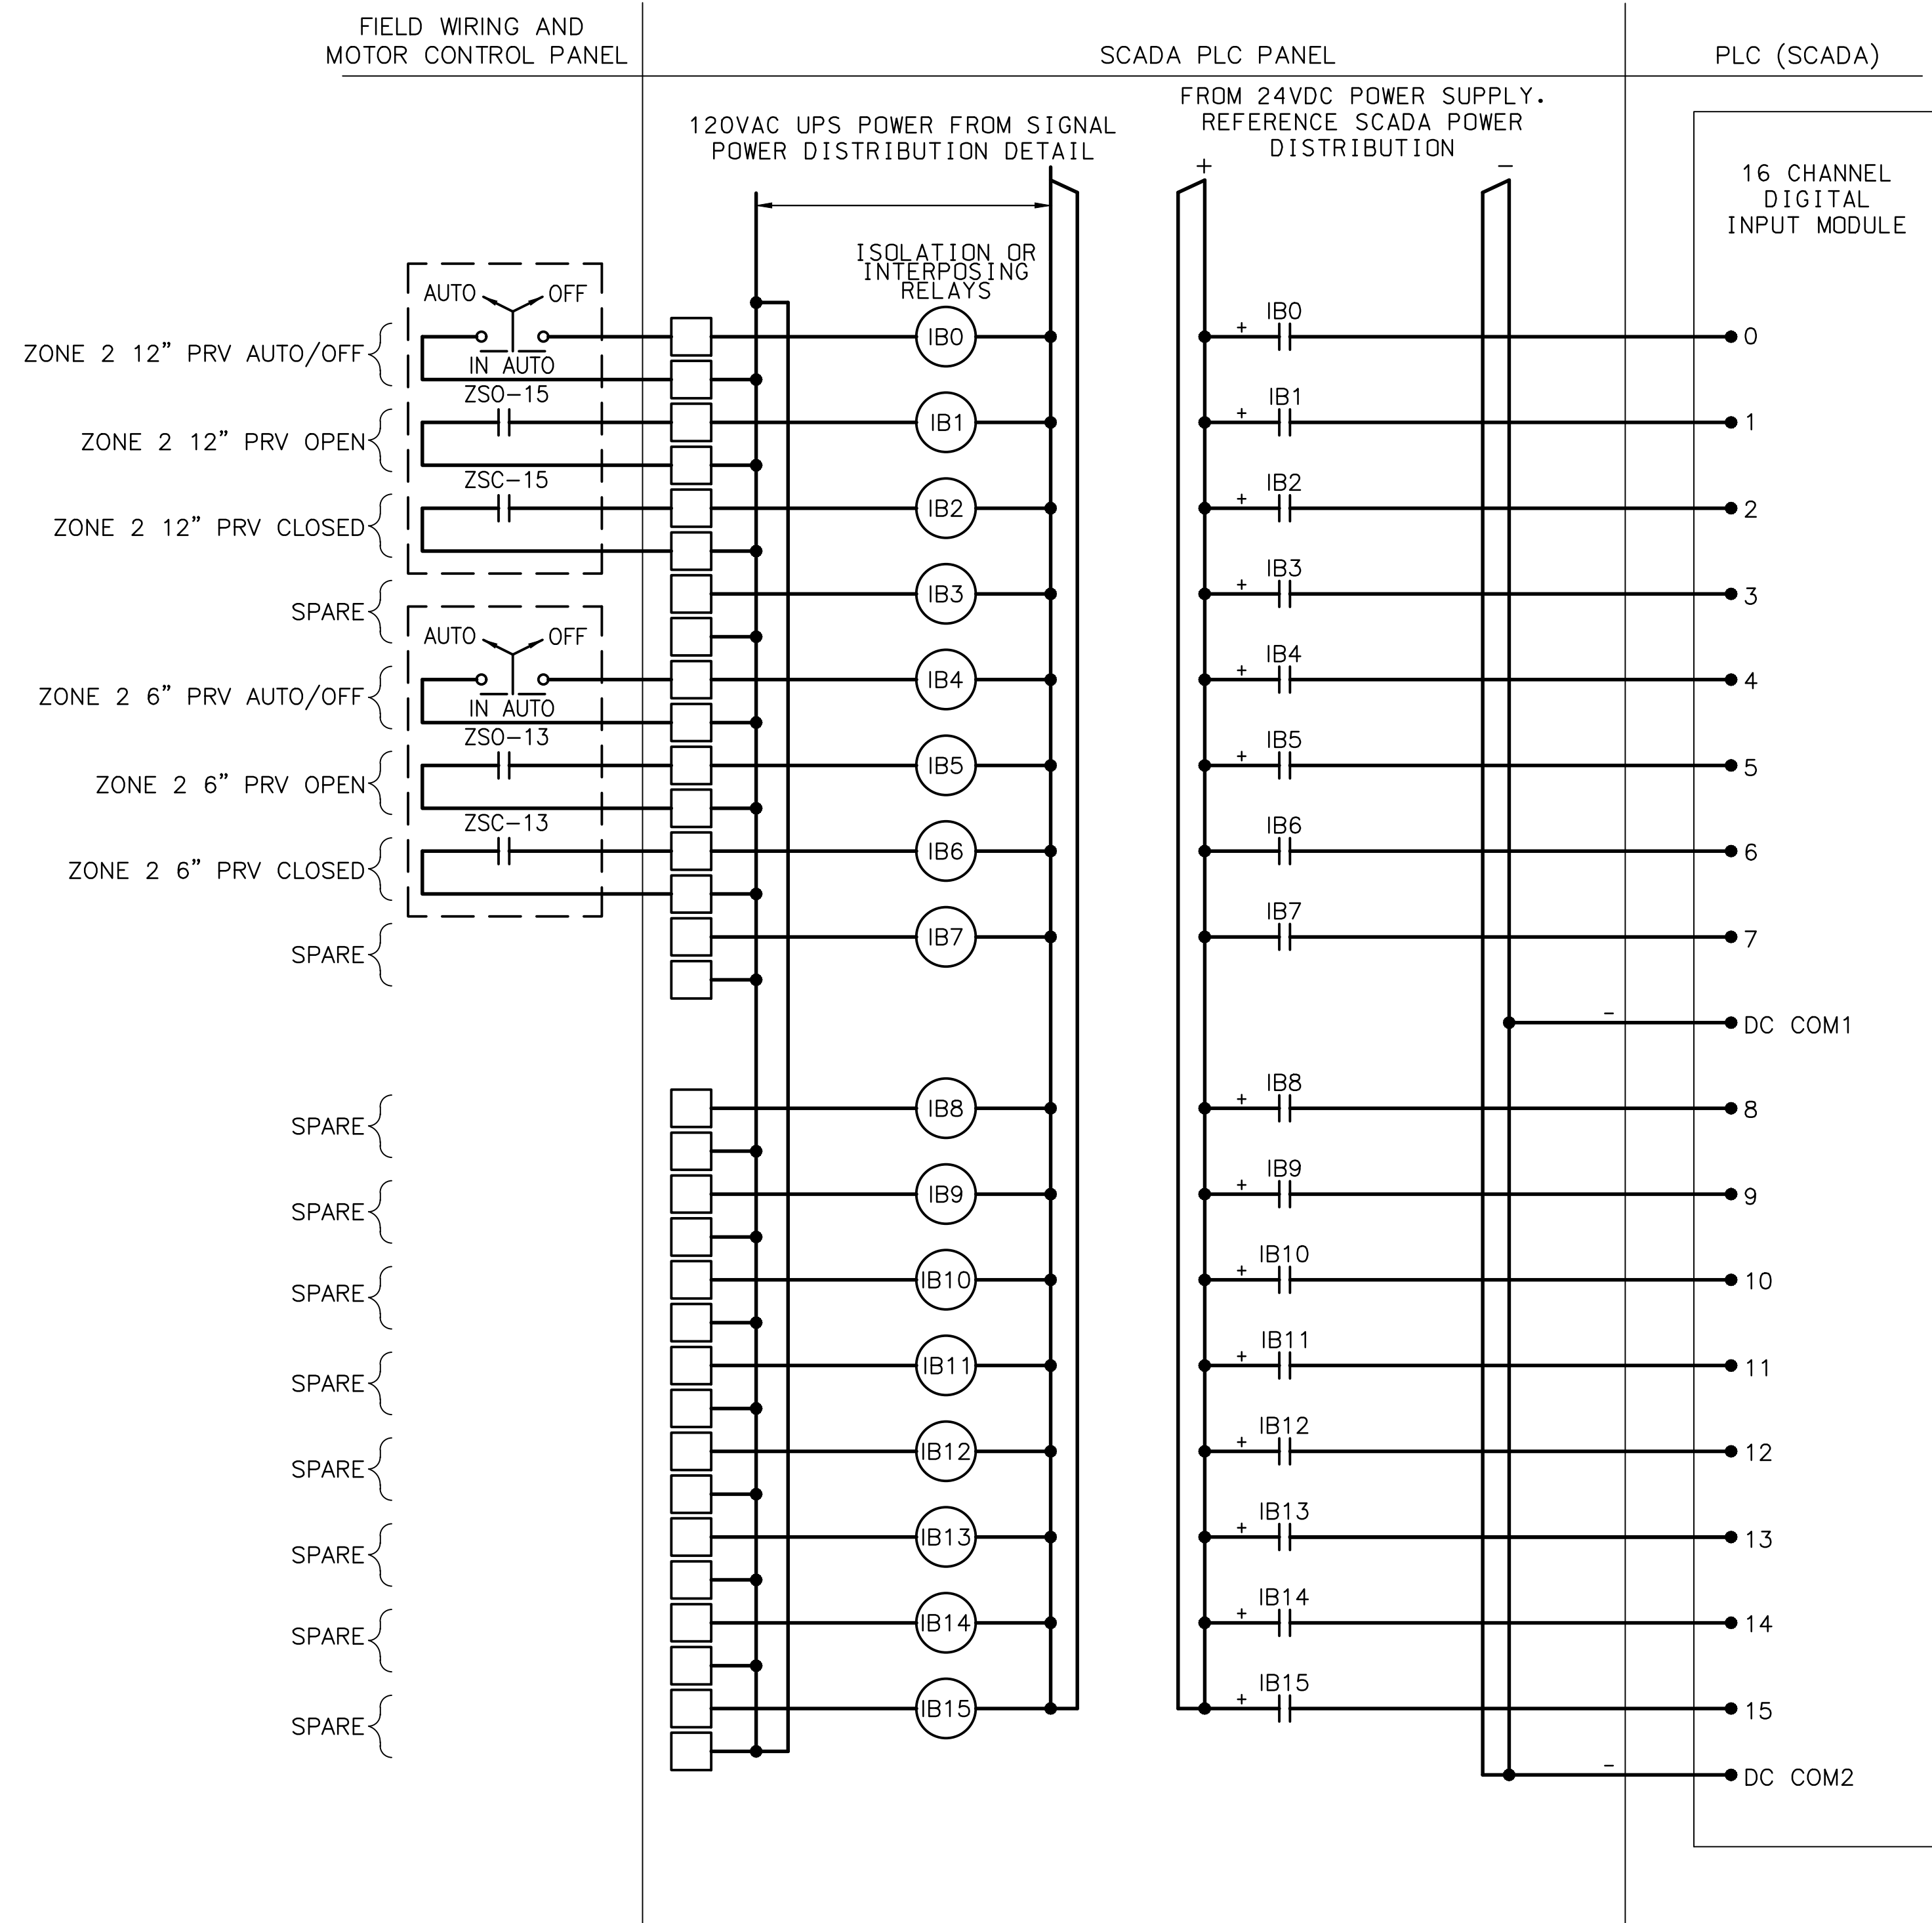 FIELD WIRING AND
MOTOR CONTROL PANEL
SCADA PLC PANEL
PLC (SCADA)
120VAC UPS POWER FROM SIGNAL
POWER DISTRIBUTION DETAIL
FROM 24VDC POWER SUPPLY.
REFERENCE SCADA POWER
DISTRIBUTION
+
-
16 CHANNEL
DIGITAL
INPUT MODULE
ISOLATION OR
INTERPOSING
RELAYS
ZONE 2 12" PRV AUTO/OFF
AUTO
OFF
IN AUTO
IB0
+
IB0
0
ZONE 2 12" PRV OPEN
ZSO-15
IB1
+
IB1
1
ZONE 2 12" PRV CLOSED
ZSC-15
IB2
+
IB2
2
SPARE
IB3
+
IB3
3
ZONE 2 6" PRV AUTO/OFF
AUTO
OFF
IN AUTO
IB4
+
IB4
4
ZONE 2 6" PRV OPEN
ZSO-13
IB5
+
IB5
5
ZONE 2 6" PRV CLOSED
ZSC-13
IB6
IB6
6
SPARE
IB7
IB7
7
-
DC COM1
SPARE
IB8
+
IB8
8
SPARE
IB9
+
IB9
9
SPARE
IB10
+
IB10
10
SPARE
IB11
+
IB11
11
SPARE
IB12
+
IB12
12
SPARE
IB13
+
IB13
13
SPARE
IB14
+
IB14
14
SPARE
IB15
+
IB15
15
-
DC COM2